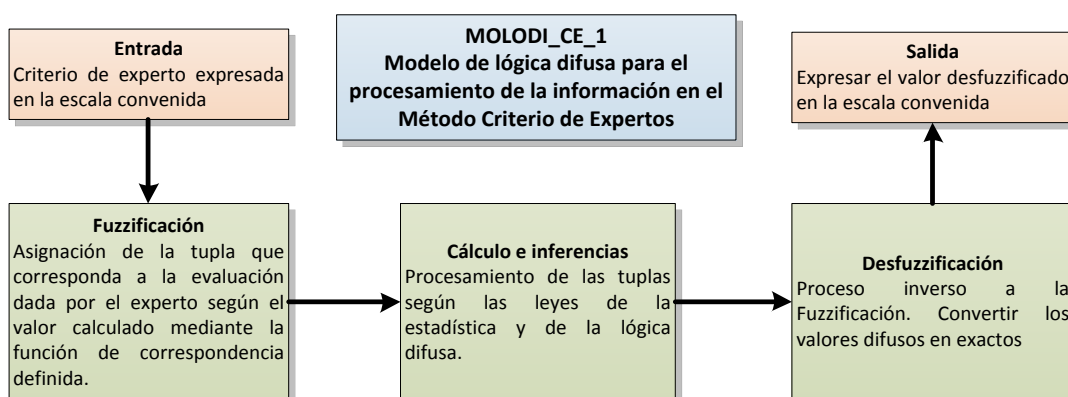 Entrada
Criterio de experto expresada
en la escala convenida
MOLODI_CE_1
Modelo de lógica difusa para el
procesamiento de la información en el
Método Criterio de Expertos
Salida
Expresar el valor desfuzzificado
en la escala convenida
Fuzzificación
Asignación de la tupla que
corresponda a la evaluación
dada por el experto según el
valor calculado mediante la
función de correspondencia
definida.
Cálculo e inferencias
Procesamiento de las tuplas
según las leyes de la
estadística y de la lógica
difusa.
Desfuzzificación
Proceso inverso a la
Fuzzificación. Convertir los
valores difusos en exactos